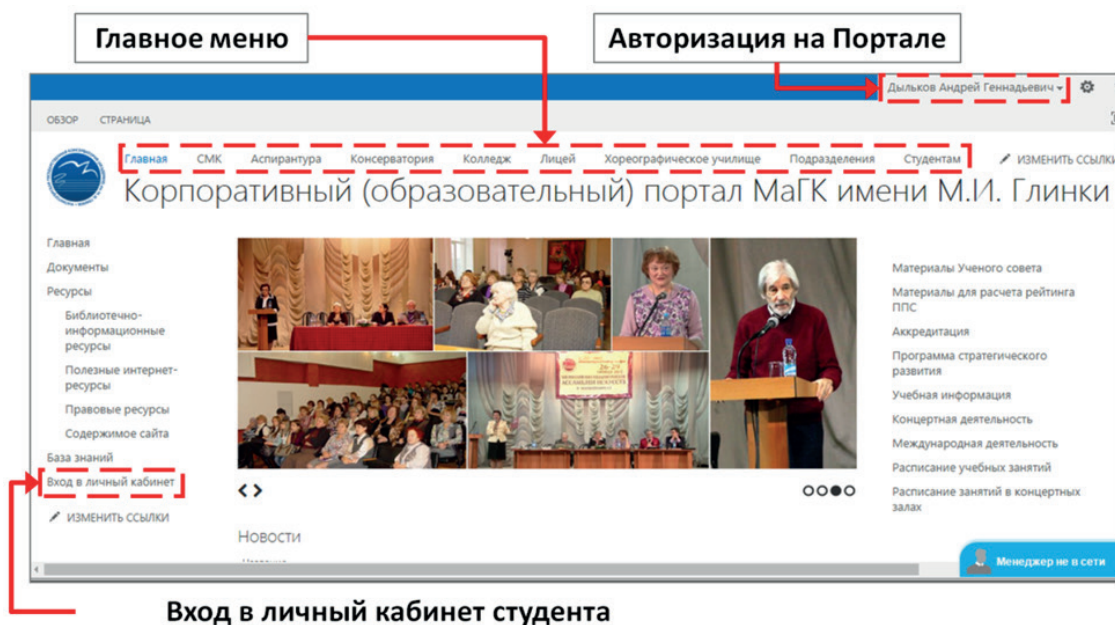 Главное меню
Авторизация на Портале
Дыльков Андрей Геннадьевич
ОБЗОР СТРАНИЦА
Главная СМК Аспирантура Консерватория Колледж Лицей Хореографическое училище Подразделения Студентам ИЗМЕНИТЬ ССЫЛКИ
Корпоративный (образовательный) портал МаГК имени М.И. Глинки
Главная
Документы
Ресурсы
Библиотечно-
информационные
ресурсы
Полезные интернет-
ресурсы
Правовые ресурсы
Содержимое сайта
База знаний
Вход в личный кабинет
ИЗМЕНИТЬ ССЫЛКИ
26-29
Материалы Ученого совета
Материалы для расчета рейтинга
ППС
Аккредитация
Программа стратегического
развития
Учебная информация
Концертная деятельность
Международная деятельность
Расписание учебных занятий
Расписание занятий в концертных
залах
Новости
Менеджер не в сети
Вход в личный кабинет студента